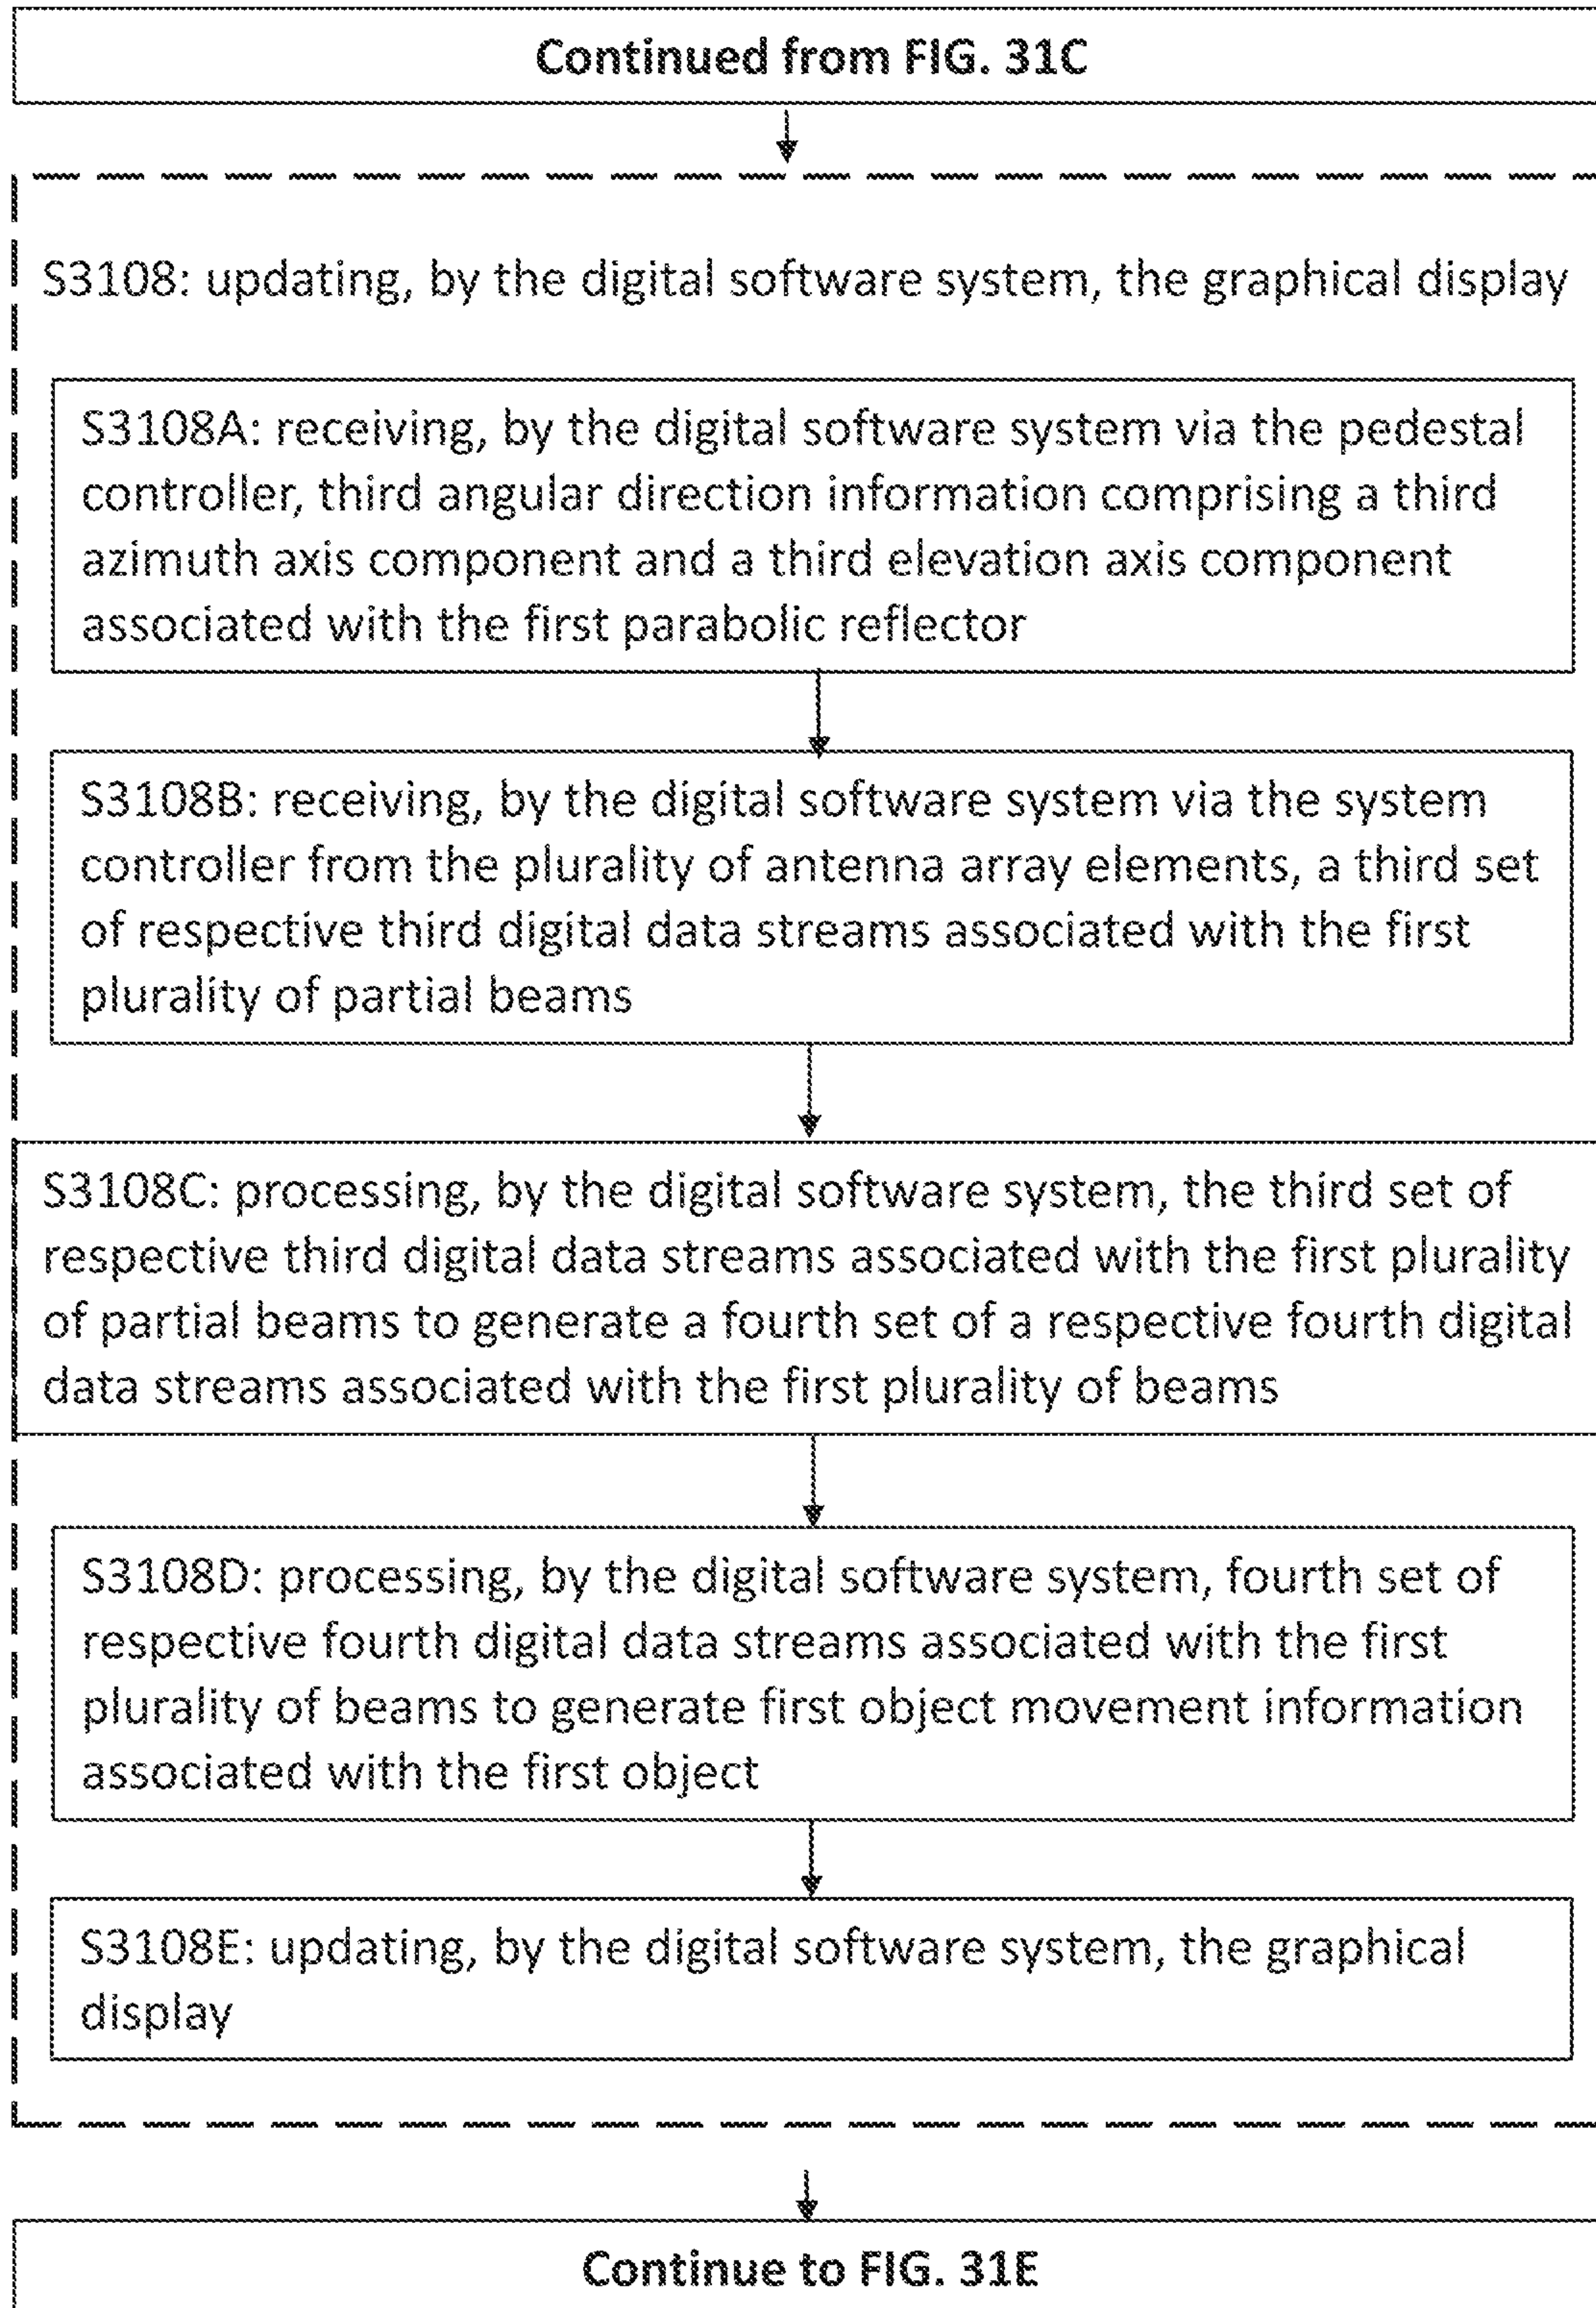 Continued from FIG. 31C
S3108: updating, by the digital software system, the graphical display
S3108A: receiving, by the digital software system via the pedestal
controller, third angular direction information comprising a third
azimuth axis component and a third elevation axis component
associated with the first parabolic reflector
S3108B: receiving, by the digital software system via the system
controller from the plurality of antenna array elements, a third set
of respective third digital data streams associated with the first
plurality of partial beams
S3108C: processing, by the digital software system, the third set of
respective third digital data streams associated with the first plurality
of partial beams to generate a fourth set of a respective fourth digital
data streams associated with the first plurality of beams
S3108D: processing, by the digital software system, fourth set of
respective fourth digital data streams associated with the first
plurality of beams to generate first object movement information
associated with the first object
S3108E: updating, by the digital software system, the graphical
display
Continue to FIG. 31E